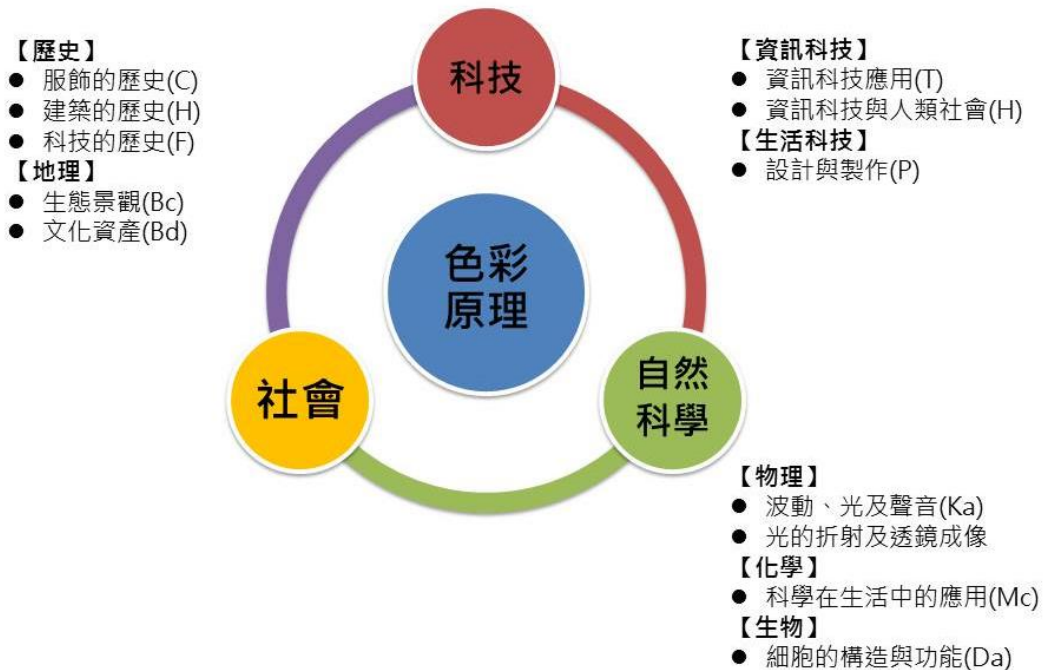 【歷史】
● 服飾的歷史(C)
● 建築的歷史(H)
● 科技的歷史(F)
【地理】
● 生態景觀(Bc)
● 文化資產(Bd)
科技
【資訊科技】
● 資訊科技應用(T)
● 資訊科技與人類社會(H)
【生活科技】
● 設計與製作(P)
色彩
原理
社會
自然
科學
【物理】
● 波動、光及聲音(Ka)
● 光的折射及透鏡成像
【化學】
● 科學在生活中的應用(Mc)
【生物】
● 細胞的構造與功能(Da)